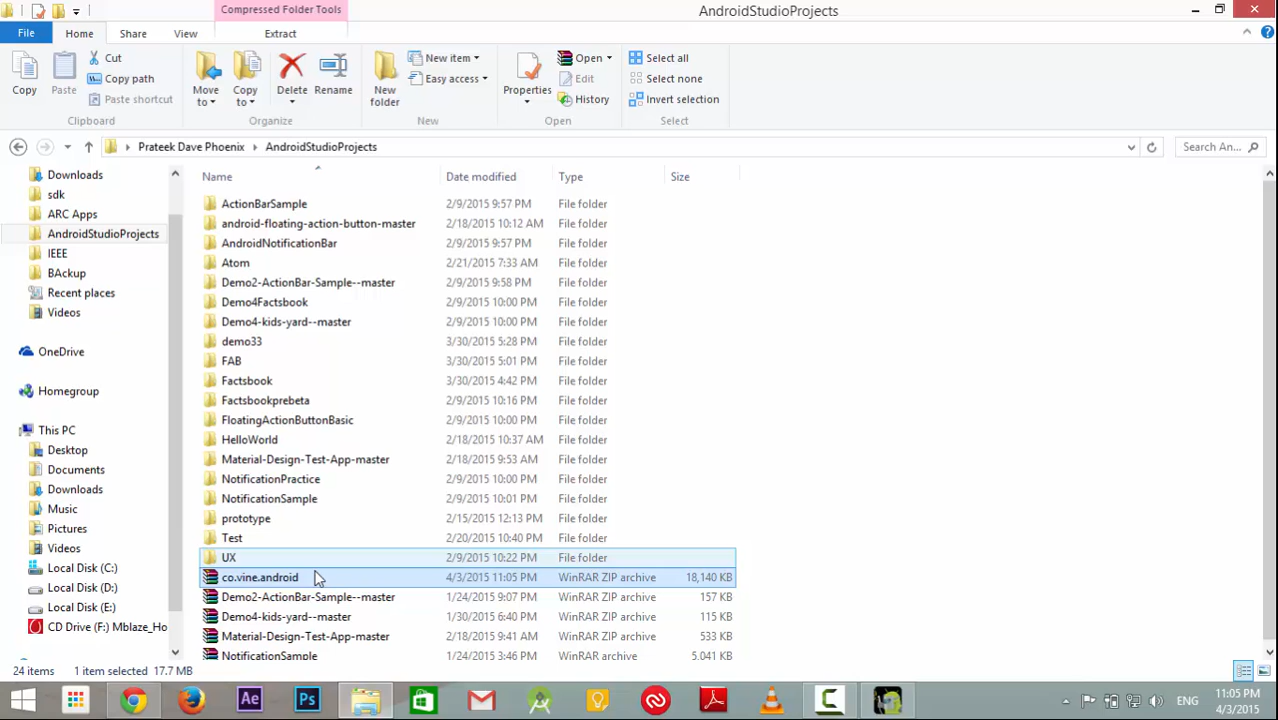 Compressed Folder Tools
AndroidStudioProjects
File
Home
Share
View
Extract
Copy
Paste
Cut
Copy path
Paste shortcut
Clipboard
Move to
Copy to
Delete
Rename
Organize
New folder
New item
Easy access
New
Properties
Open
Edit
History
Open
Select all
Select none
Invert selection
Select
Prateek Dave Phoenix
AndroidStudioProjects
Search An...
Downloads
sdk
ARC Apps
AndroidStudioProjects
IEEE
BAckup
Recent places
Videos
OneDrive
Homegroup
This PC
Desktop
Documents
Downloads
Music
Pictures
Videos
Local Disk (C:)
Local Disk (D:)
Local Disk (E:)
CD Drive (F:) Mblaze_Ho
Name Date modified Type Size
ActionBarSample 2/9/2015 9:57 PM File folder
android-floating-action-button-master 2/18/2015 10:12 AM File folder
AndroidNotificationBar 2/9/2015 9:57 PM File folder
Atom 2/21/2015 7:33 AM File folder
Demo2-ActionBar-Sample--master 2/9/2015 9:58 PM File folder
Demo4Factsbook 2/9/2015 10:00 PM File folder
Demo4-kids-yard--master 2/9/2015 10:00 PM File folder
demo33 3/30/2015 5:28 PM File folder
FAB 3/30/2015 5:01 PM File folder
Factsbook 3/30/2015 4:42 PM File folder
Factsbookprebeta 2/9/2015 10:16 PM File folder
FloatingActionButtonBasic 2/9/2015 10:00 PM File folder
HelloWorld 2/18/2015 10:37 AM File folder
Material-Design-Test-App-master 2/18/2015 9:53 AM File folder
NotificationPractice 2/9/2015 10:00 PM File folder
NotificationSample 2/9/2015 10:01 PM File folder
prototype 2/15/2015 12:13 PM File folder
Test 2/20/2015 10:40 PM File folder
UX 2/9/2015 10:22 PM File folder
co.vine.android 4/3/2015 11:05 PM WinRAR ZIP archive 18,140 KB
Demo2-ActionBar-Sample--master 1/24/2015 9:07 PM WinRAR ZIP archive 157 KB
Demo4-kids-yard--master 1/30/2015 6:40 PM WinRAR ZIP archive 115 KB
Material-Design-Test-App-master 2/18/2015 9:41 AM WinRAR ZIP archive 533 KB
NotificationSample 1/24/2015 3:46 PM WinRAR archive 5,041 KB
24 items 1 item selected 17.7 MB
Ae
Ps
ENG
11:05 PM
4/3/2015